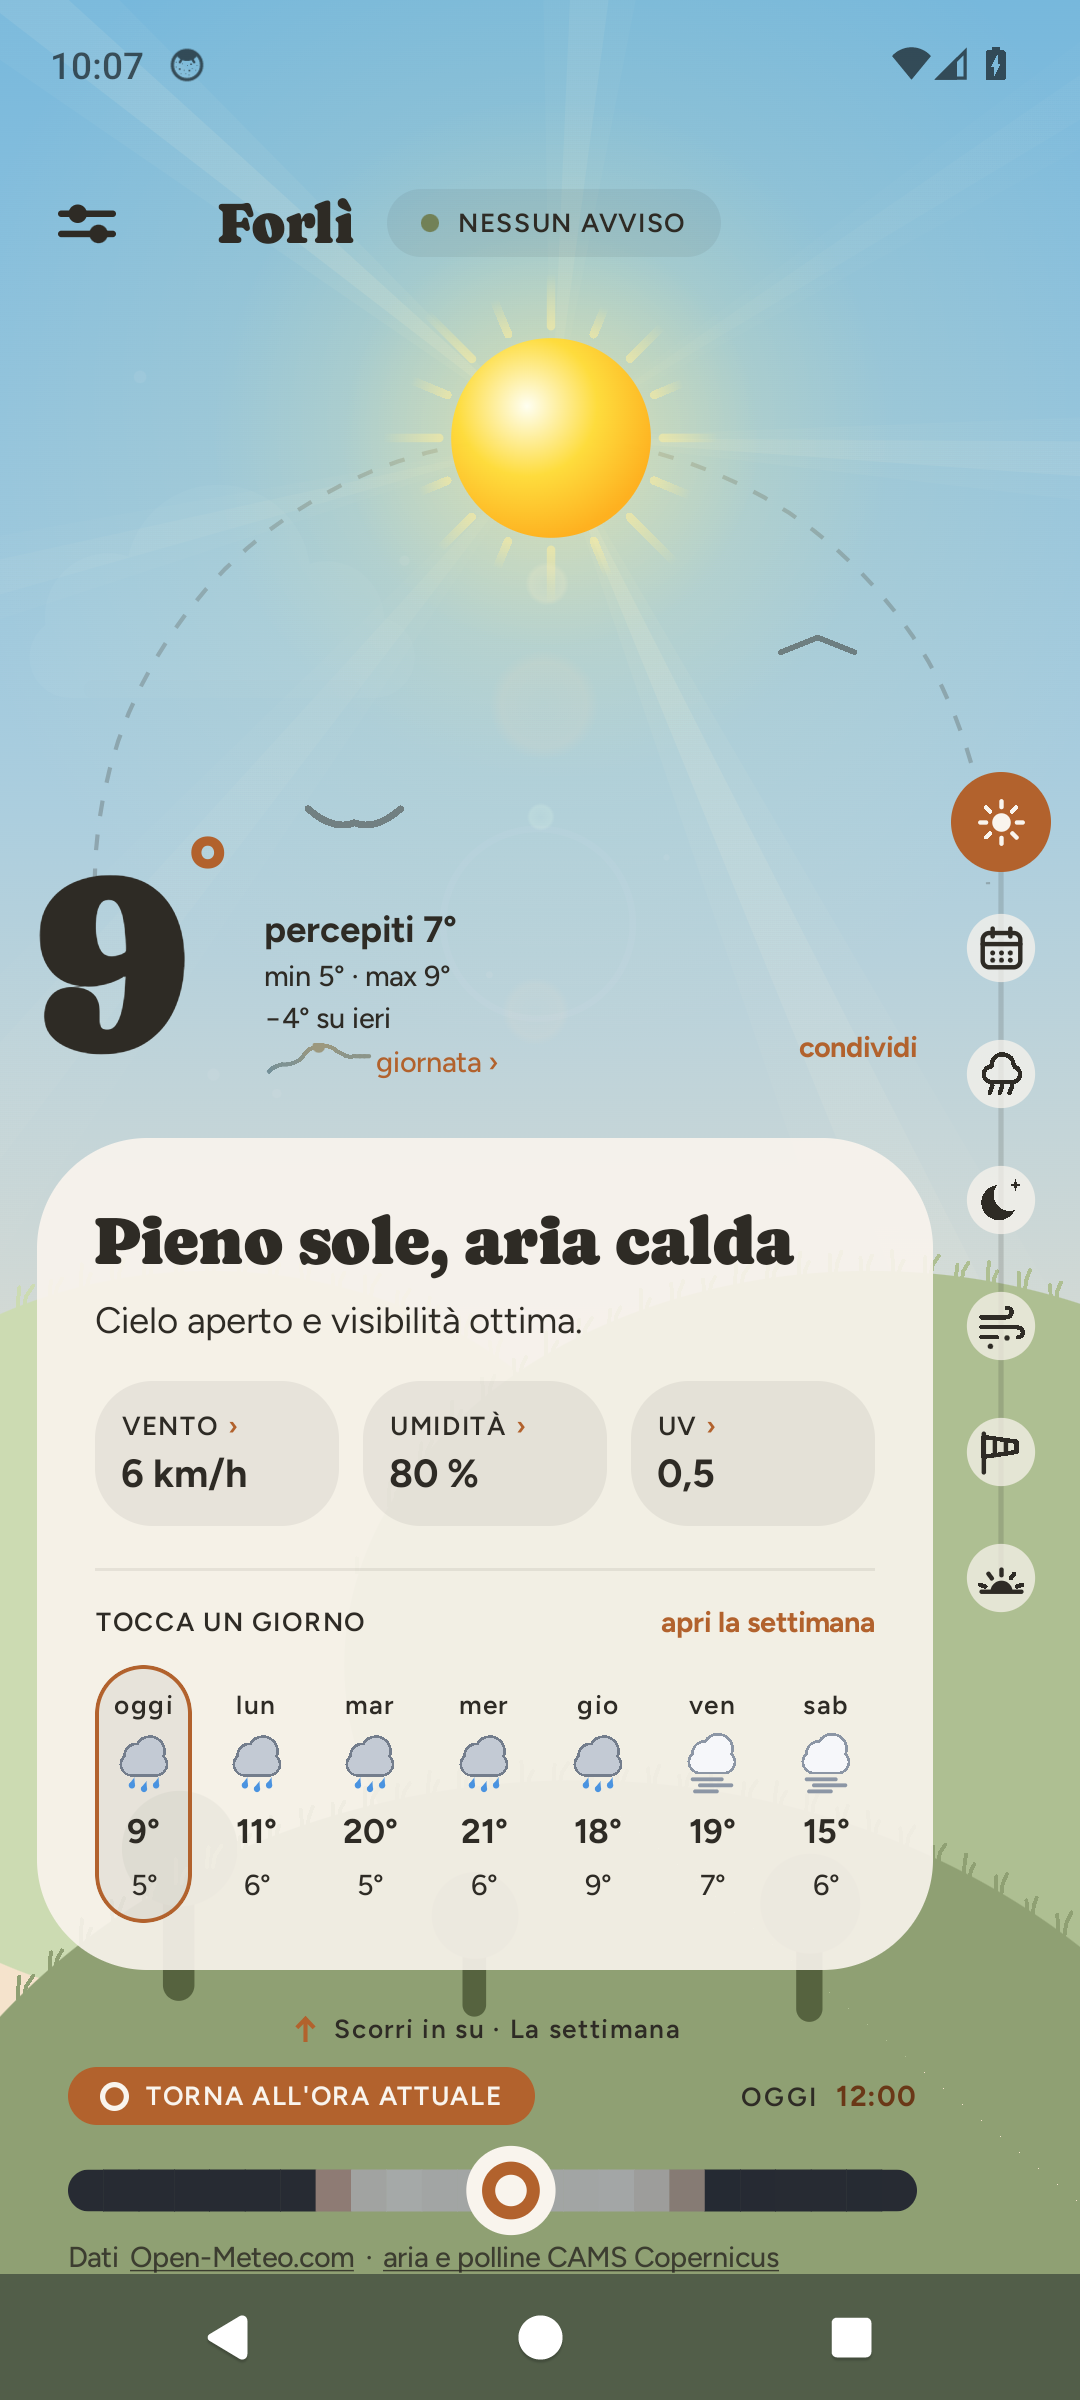 10:07
Forlì
NESSUN AVVISO
9°
percepiti 7°
min 5° · max 9°
−4° su ieri
giornata ›
condividi
Pieno sole, aria calda
Cielo aperto e visibilità ottima.
VENTO › UMIDITÀ › UV ›
6 km/h 80 % 0,5
TOCCA UN GIORNO apri la settimana
oggi lun mar mer gio ven sab
9° 11° 20° 21° 18° 19° 15°
5° 6° 5° 6° 9° 7° 6°
↑ Scorri in su · La settimana
TORNA ALL'ORA ATTUALE OGGI 12:00
Dati Open-Meteo.com · aria e polline CAMS Copernicus